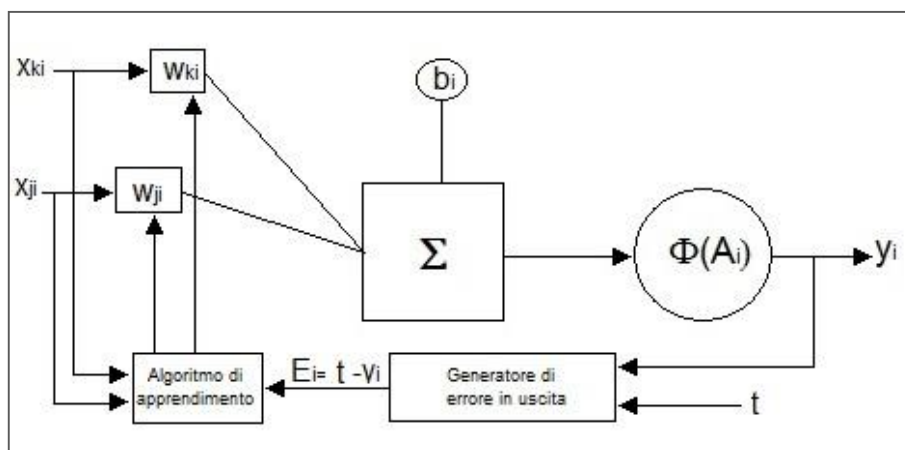 Xki
Wki
bi
Xji
Wji
Σ
Φ(Ai)
yi
Algoritmo di
apprendimento
Ei= t -yi
Generatore di
errore in uscita
t